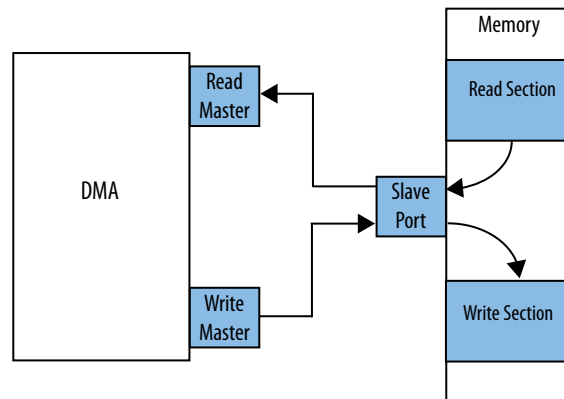 Memory
Read
Master
Read Section
DMA
Slave
Port
Write
Master
Write Section